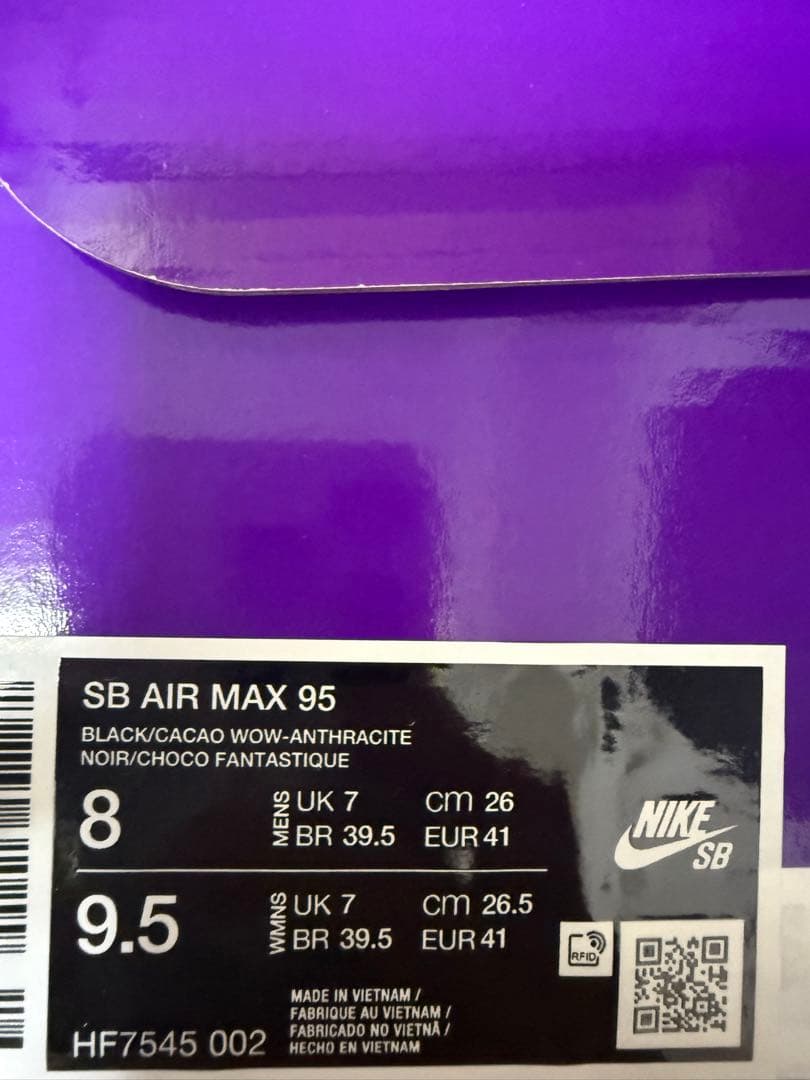 SB AIR MAX 95
BLACK/CACAO WOW-ANTHRACITE
NOIR/CHOCO FANTASTIQUE
8
MENS
UK 7 cm 26
BR 39.5 EUR 41
9.5
WMNS
UK 7 cm 26.5
BR 39.5 EUR 41
NIKE
SB
RFID
MADE IN VIETNAM /
FABRIQUE AU VIETNAM /
FABRICADO NO VIETNÃ /
HECHO EN VIETNAM
HF7545 002